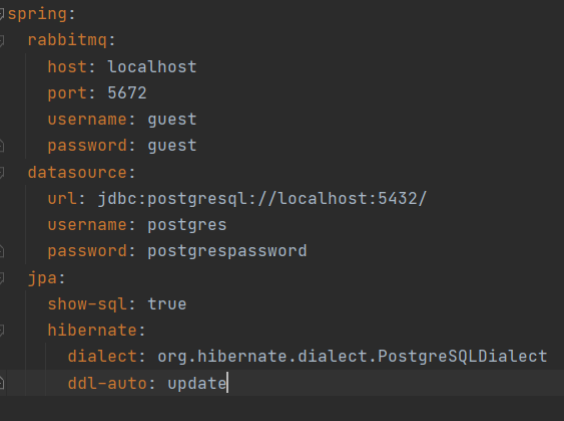 spring:
  rabbitmq:
    host: localhost
    port: 5672
    username: guest
    password: guest
  datasource:
    url: jdbc:postgresql://localhost:5432/
    username: postgres
    password: postgrespassword
  jpa:
    show-sql: true
    hibernate:
      dialect: org.hibernate.dialect.PostgreSQLDialect
      ddl-auto: update